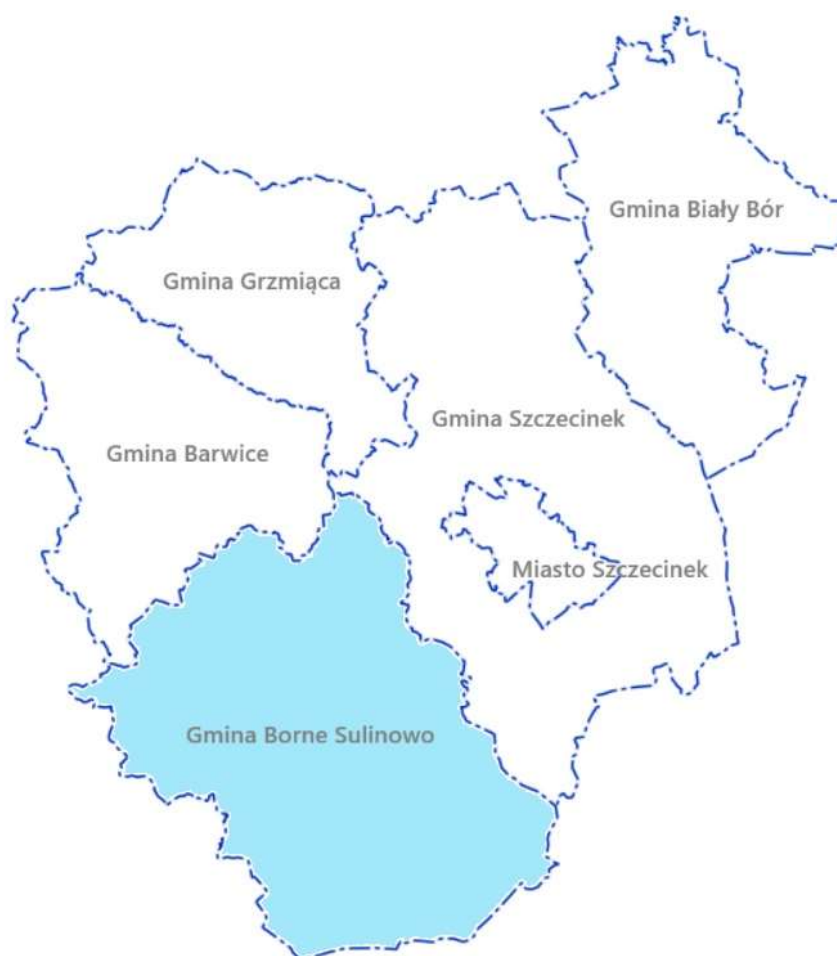 Gmina Biały Bór
Gmina Grzmiąca
Gmina Szczecinek
Gmina Barwice
Miasto Szczecinek
Gmina Borne Sulinowo